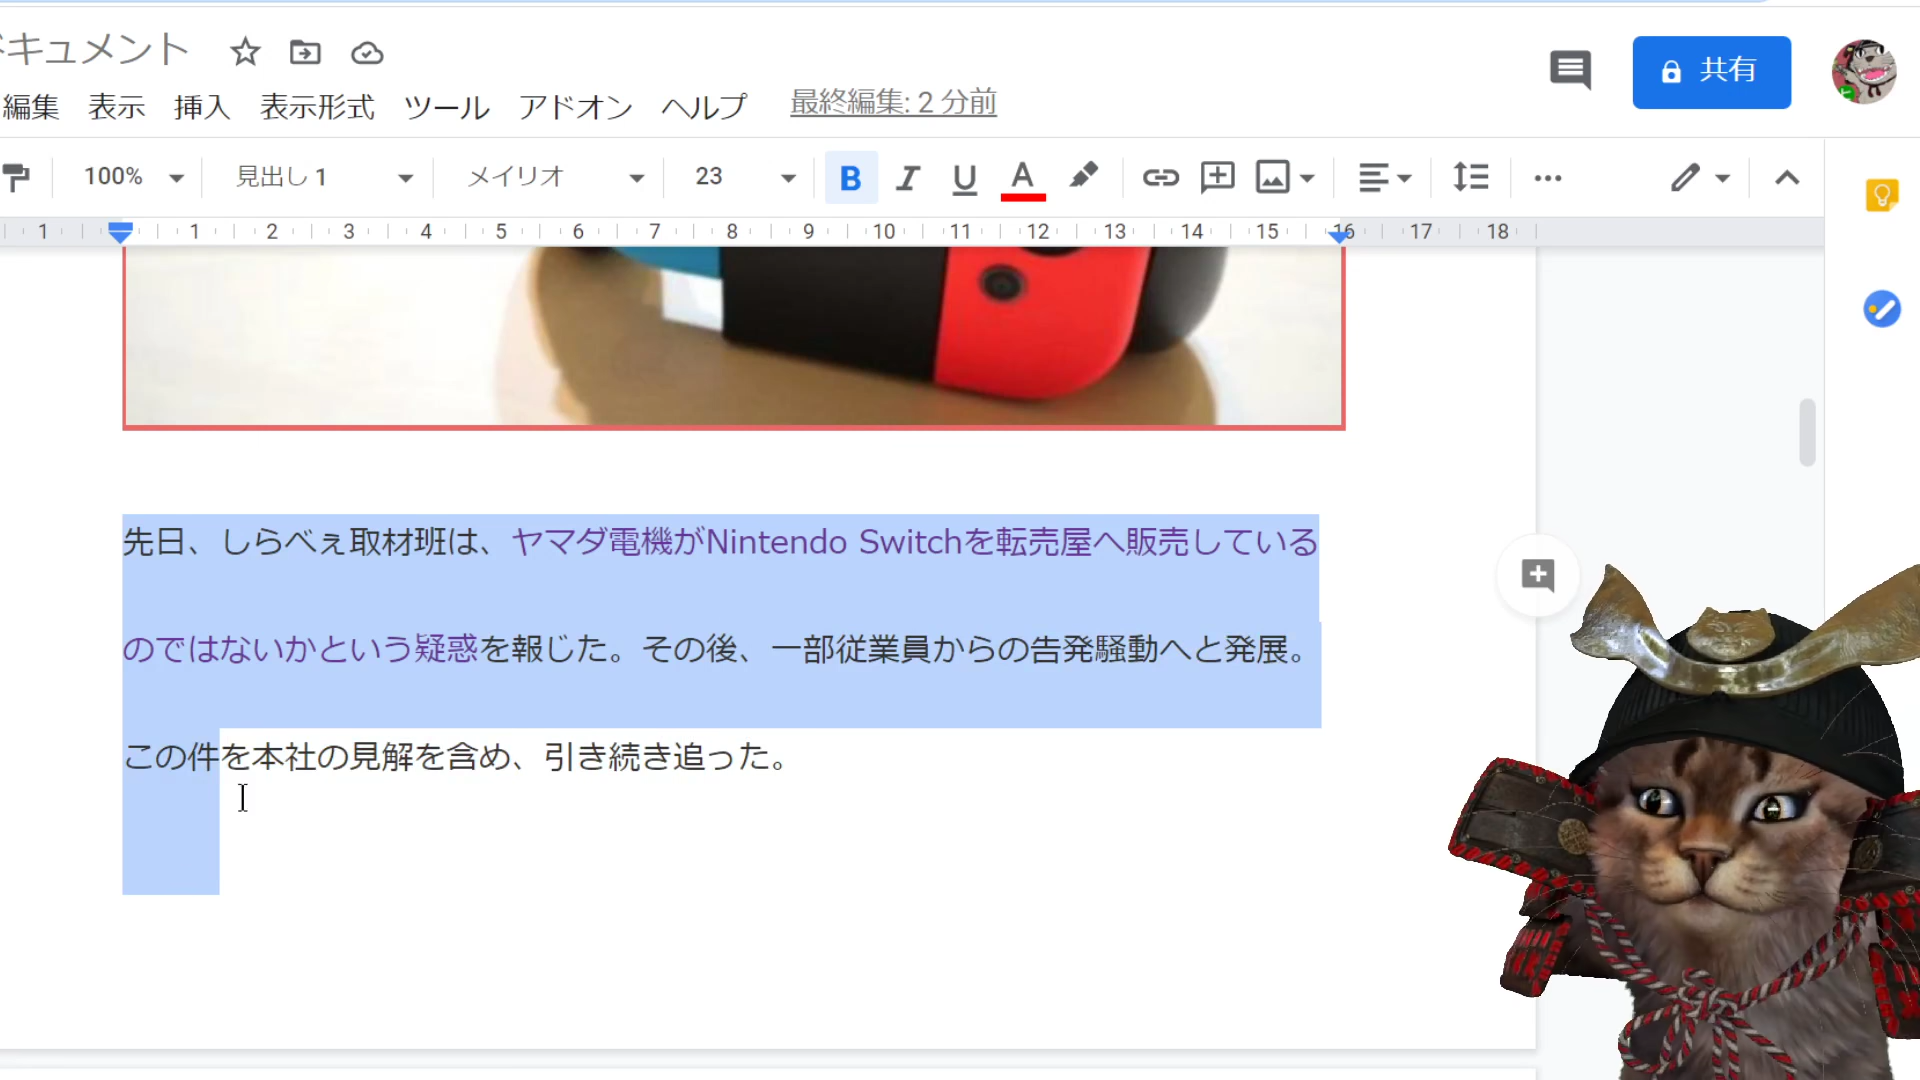 ドキュメント
編集 表示 挿入 表示形式 ツール アドオン ヘルプ 最終編集: 2 分前
共有
100% 見出し 1 メイリオ 23 B I U A
1 1 2 3 4 5 6 7 8 9 10 11 12 13 14 15 16 17 18
先日、しらべぇ取材班は、ヤマダ電機がNintendo Switchを転売屋へ販売している
のではないかという疑惑を報じた。その後、一部従業員からの告発騒動へと発展。
この件を本社の見解を含め、引き続き追った。